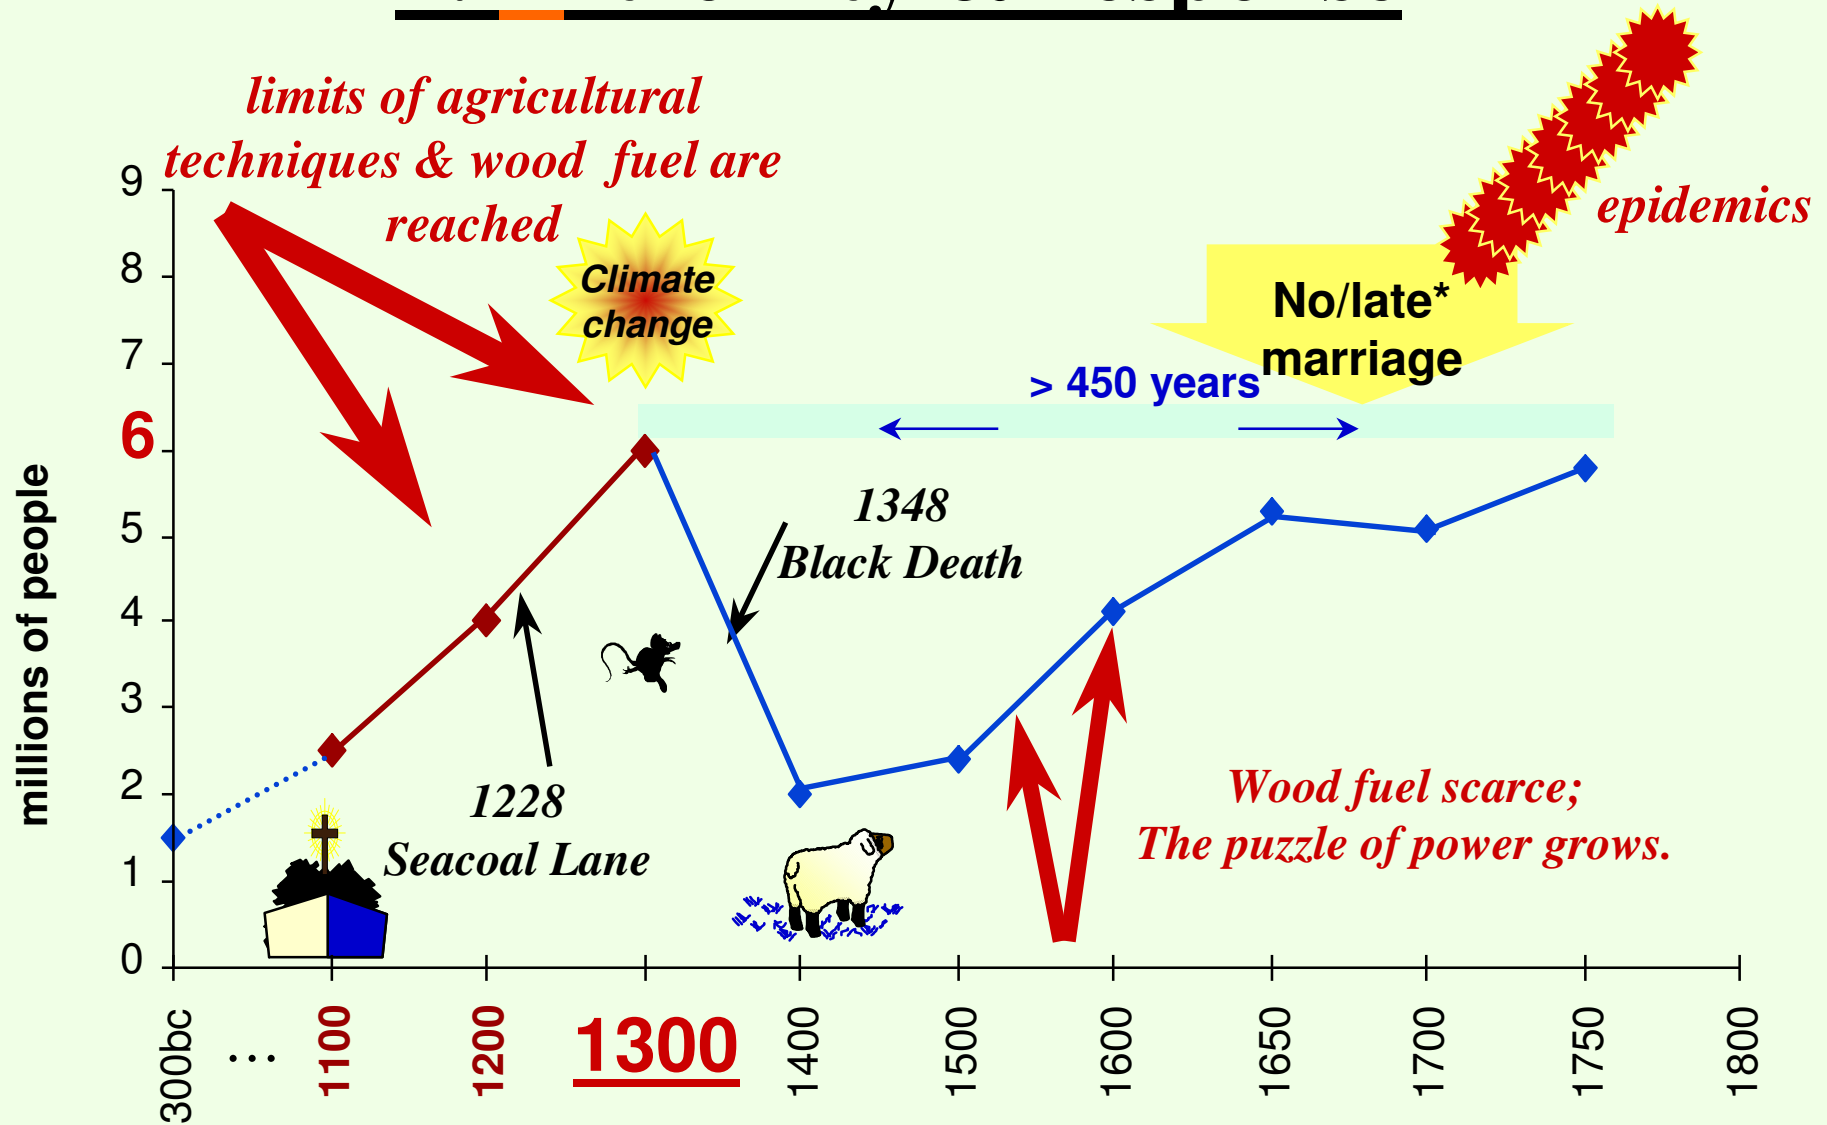 limits of agricultural
techniques & wood fuel are
reached
epidemics
Climate
change
No/late*
marriage
> 450 years
9
8
7
6
5
4
3
2
1
0
millions of people
1348
Black Death
1228
Seacoal Lane
Wood fuel scarce;
The puzzle of power grows.
300bc ... 1100 1200 1300 1400 1500 1600 1650 1700 1750 1800